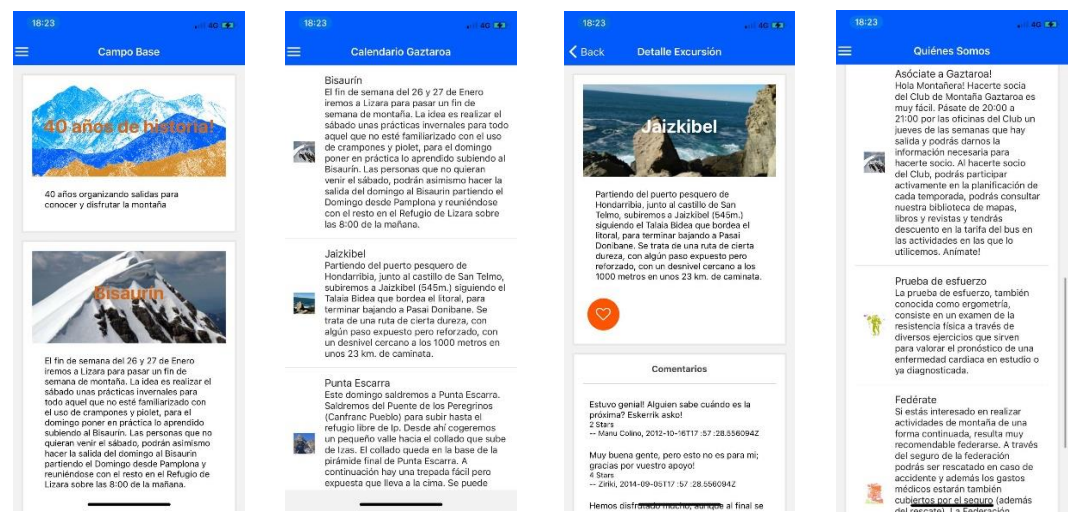 18:23
4G
Campo Base
40 años de historia!
40 años organizando salidas para
conocer y disfrutar la montaña
Bisaurín
El fin de semana del 26 y 27 de Enero
iremos a Lizara para pasar un fin de
semana de montaña. La idea es realizar el
sábado unas prácticas invernales para
todo aquel que no esté familiarizado con
el uso de crampones y piolet, para el
domingo poner en práctica lo aprendido
subiendo al Bisaurín. Las personas que no
quieran venir el sábado, podrán asimismo
hacer la salida del domingo al Bisaurin
partiendo el Domingo desde Pamplona y
reuniéndose con el resto en el Refugio de
Lizara sobre las 8:00 de la mañana.
18:23
4G
Calendario Gaztaroa
Bisaurín
El fin de semana del 26 y 27 de Enero
iremos a Lizara para pasar un fin de
semana de montaña. La idea es realizar el
sábado unas prácticas invernales para todo
aquel que no esté familiarizado con el uso
de crampones y piolet, para el domingo
poner en práctica lo aprendido subiendo al
Bisaurín. Las personas que no quieran
venir el sábado, podrán asimismo hacer la
salida del domingo al Bisaurin partiendo el
Domingo desde Pamplona y reuniéndose
con el resto en el Refugio de Lizara sobre
las 8:00 de la mañana.
Jaizkibel
Partiendo del puerto pesquero de
Hondarribia, junto al castillo de San Telmo,
subiremos a Jaizkibel (545m.) siguiendo el
Talaia Bidea que bordea el litoral, para
terminar bajando a Pasai Donibane. Se
trata de una ruta de cierta dureza, con
algún paso expuesto pero reforzado, con
un desnivel cercano a los 1000 metros en
unos 23 km. de caminata.
Punta Escarra
Este domingo saldremos a Punta Escarra.
Saldremos del Puente de los Peregrinos
(Canfranc Pueblo) para subir hasta el
refugio libre de Ip. Desde ahí cogeremos
un pequeño valle hacia el collado que sube
de Izas. El collado queda en la base de la
pirámide final de Punta Escarra. A
continuación hay una trepada fácil pero
expuesta que lleva a la cima. Se puede
18:23
4G
Back
Detalle Excursión
Jaizkibel
Partiendo del puerto pesquero de
Hondarribia, junto al castillo de San
Telmo, subiremos a Jaizkibel (545m.)
siguiendo el Talaia Bidea que bordea el
litoral, para terminar bajando a Pasai
Donibane. Se trata de una ruta de cierta
dureza, con algún paso expuesto pero
reforzado, con un desnivel cercano a los
1000 metros en unos 23 km. de caminata.
Comentarios
Estuvo genial! Alguien sabe cuándo es la
próxima? Eskerrik asko!
2 Stars
-- Manu Colino, 2012-10-16T17 :57 :28.556094Z
Muy buena gente, pero esto no es para mi;
gracias por vuestro apoyo!
4 Stars
-- Ziriki, 2014-09-05T17 :57 :28.556094Z
Hemos disfrutado mucho, aunque al final se
18:23
4G
Quiénes Somos
Asóciate a Gaztaroa!
Hola Montañera! Hacerte socia
del Club de Montaña Gaztaroa es
muy fácil. Pásate de 20:00 a
21:00 por las oficinas del Club un
jueves de las semanas que hay
salida y podrás darnos la
información necesaria para
hacerte socio. Al hacerte socio
del Club, podrás participar
activamente en la planificación de
cada temporada, podrás consultar
nuestra biblioteca de mapas,
libros y revistas y tendrás
descuento en la tarifa del bus en
las actividades en las que lo
utilicemos. Anímate!
Prueba de esfuerzo
La prueba de esfuerzo, también
conocida como ergometría,
consiste en un examen de la
resistencia física a través de
diversos ejercicios que sirven
para valorar el pronóstico de una
enfermedad cardiaca en estudio o
ya diagnosticada.
Fedérate
Si estás interesado en realizar
actividades de montaña de una
forma continuada, resulta muy
recomendable federarse. A través
del seguro de la federación
podrás ser rescatado en caso de
accidente y además los gastos
médicos estarán también
cubiertos por el seguro (además
del rescate). La Federación